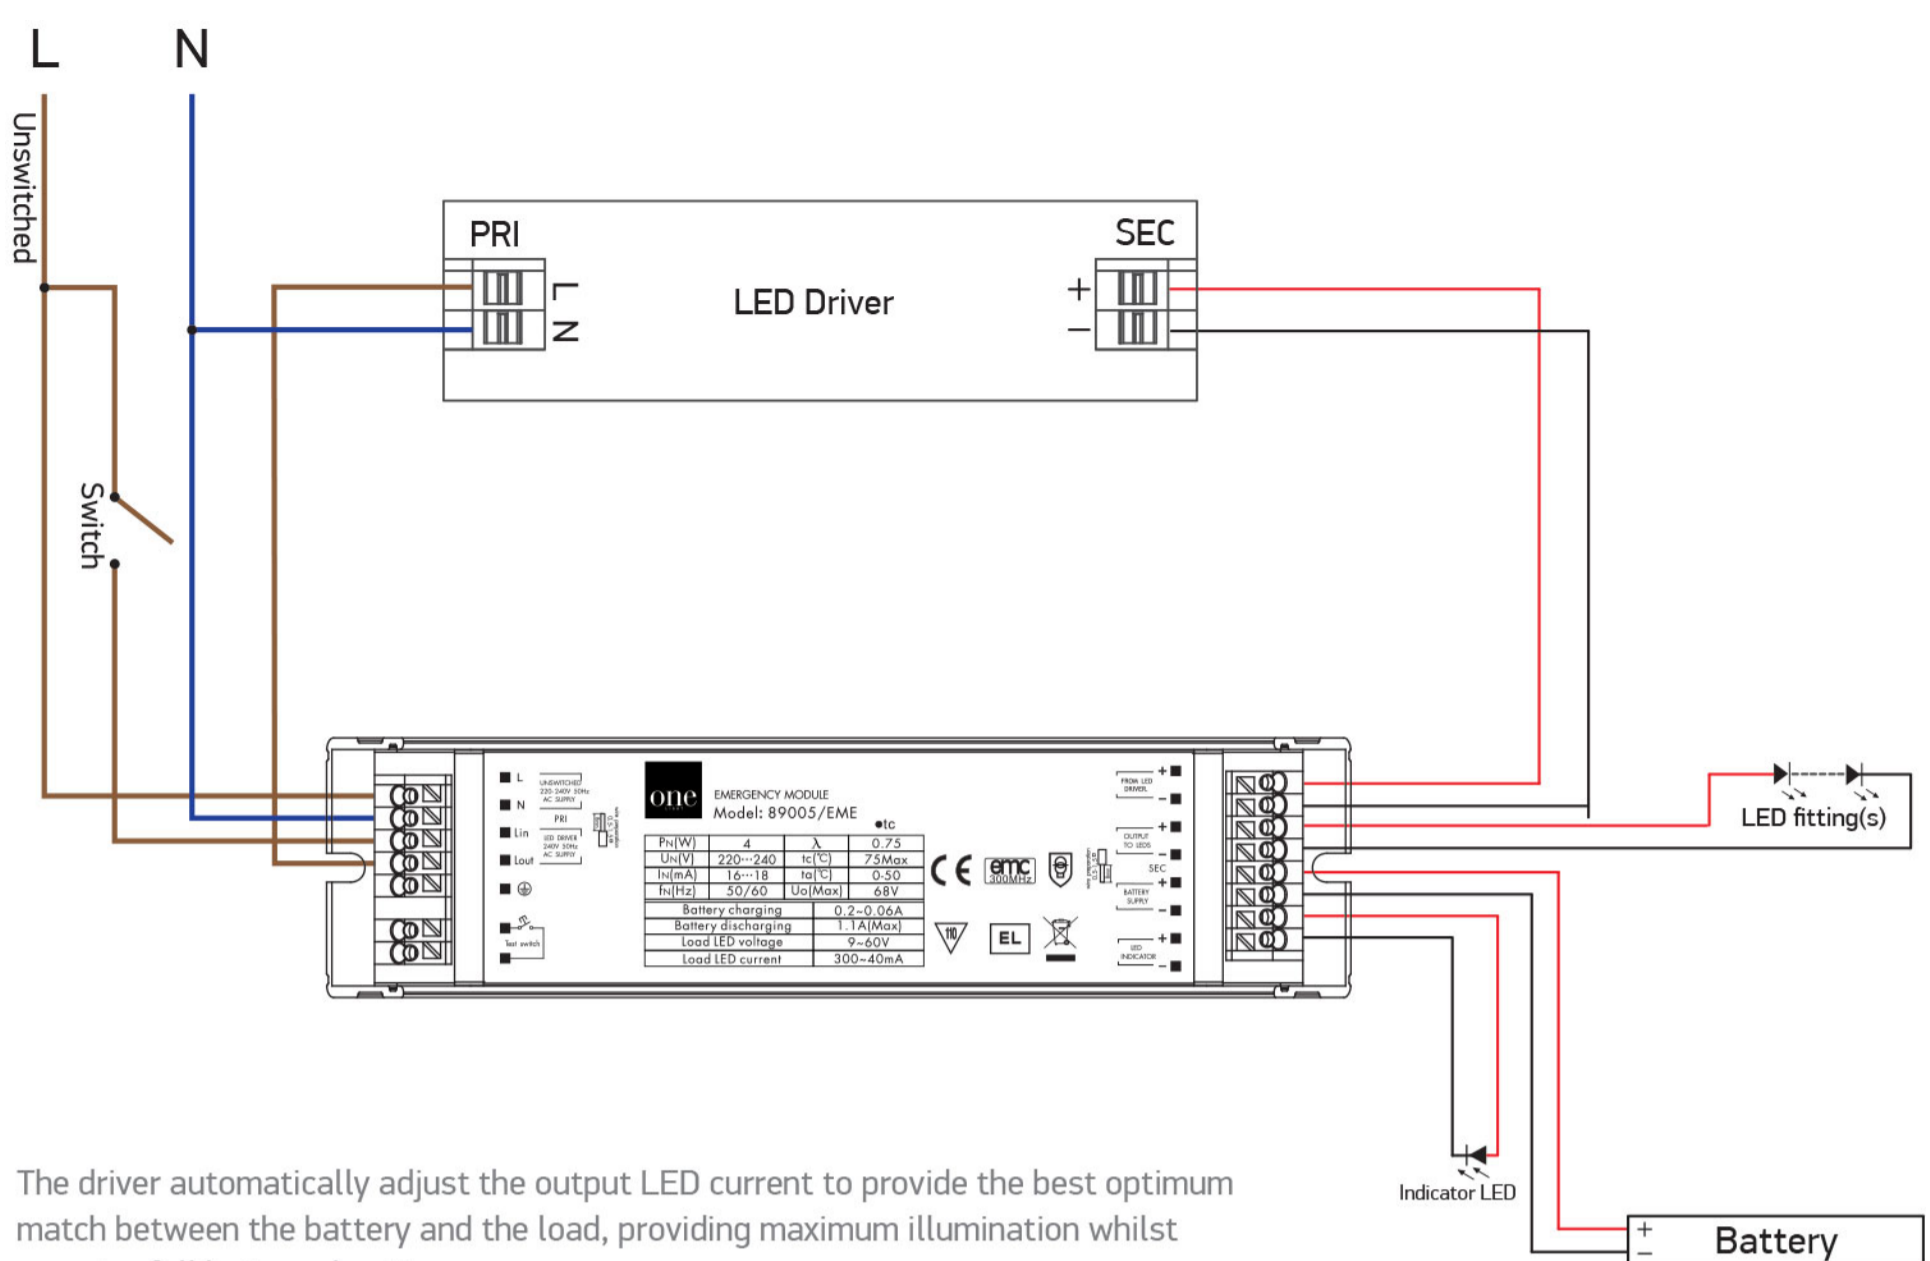 L N
Unswitched
PRI
SEC
L
N
LED Driver
+
−
Switch
L
UNSWITCHED
220-240V 50Hz
AC SUPPLY
N
PRI
Lin
LED DRIVER
240V 50Hz
AC SUPPLY
Lout
Test switch
one
EMERGENCY MODULE
Model: 89005/EME
•tc
PN(W) 4 λ 0.75
UN(V) 220···240 tc(℃) 75Max
IN(mA) 16···18 ta(℃) 0-50
fN(Hz) 50/60 Uo(Max) 68V
Battery charging 0.2~0.06A
Battery discharging 1.1A(Max)
Load LED voltage 9~60V
Load LED current 300~40mA
CE
emc
300MHz
110
EL
FROM LED
DRIVER
+
−
OUTPUT
TO LEDS
+
−
SEC
BATTERY
SUPPLY
+
−
LED
INDICATOR
+
−
LED fitting(s)
Indicator LED
+
−
Battery
The driver automatically adjust the output LED current to provide the best optimum
match between the battery and the load, providing maximum illumination whilst